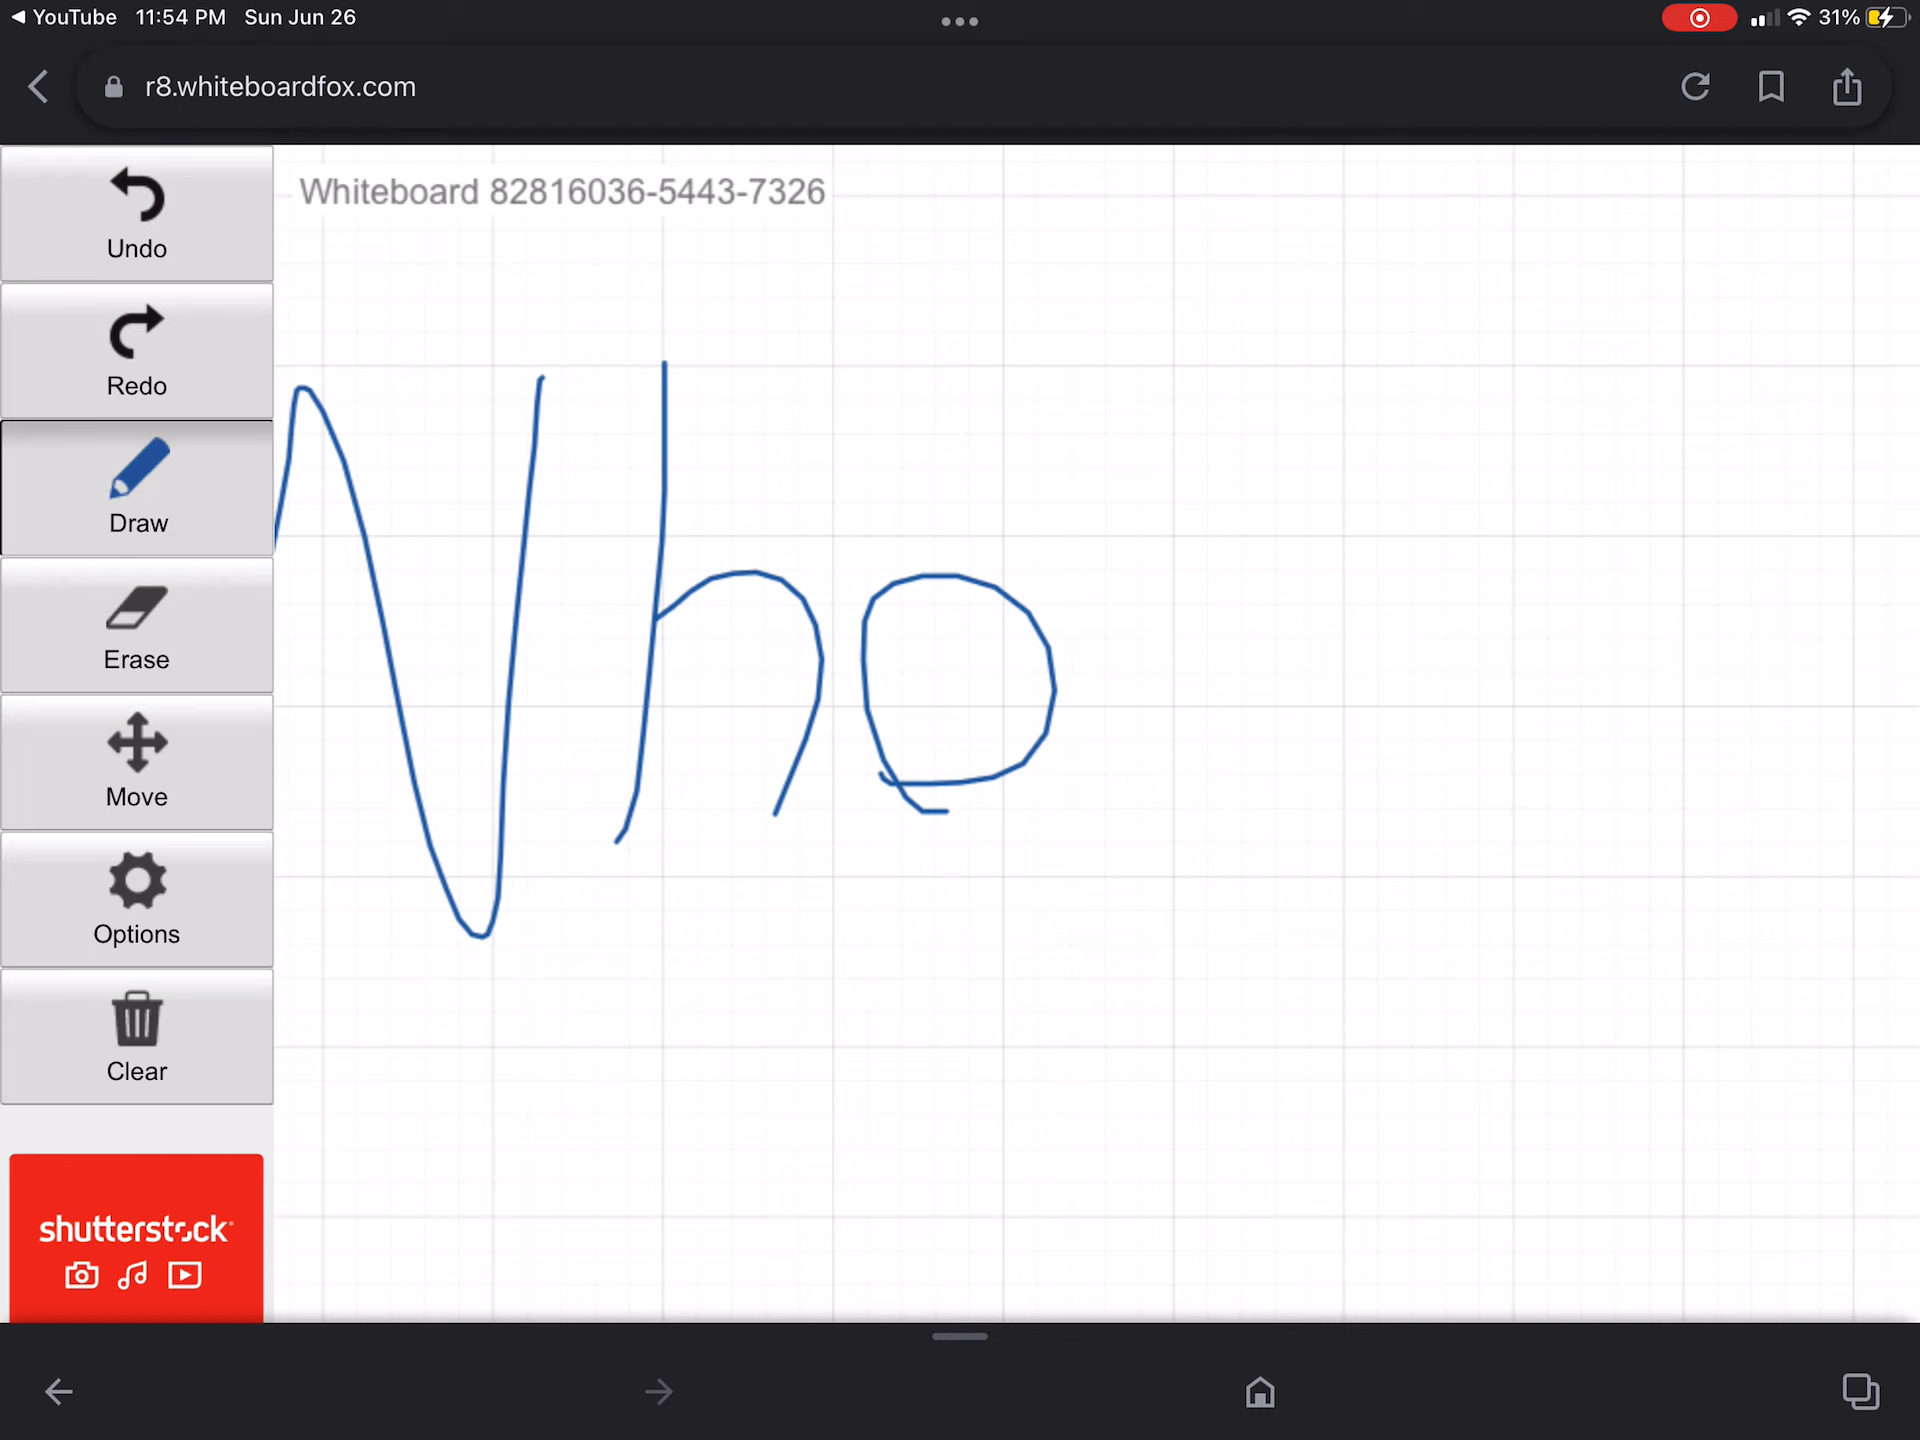 YouTube 11:54 PM Sun Jun 26 31%
r8.whiteboardfox.com
Whiteboard 82816036-5443-7326
Undo
Redo
Draw
Erase
Move
Options
Clear
Who
shutterstock